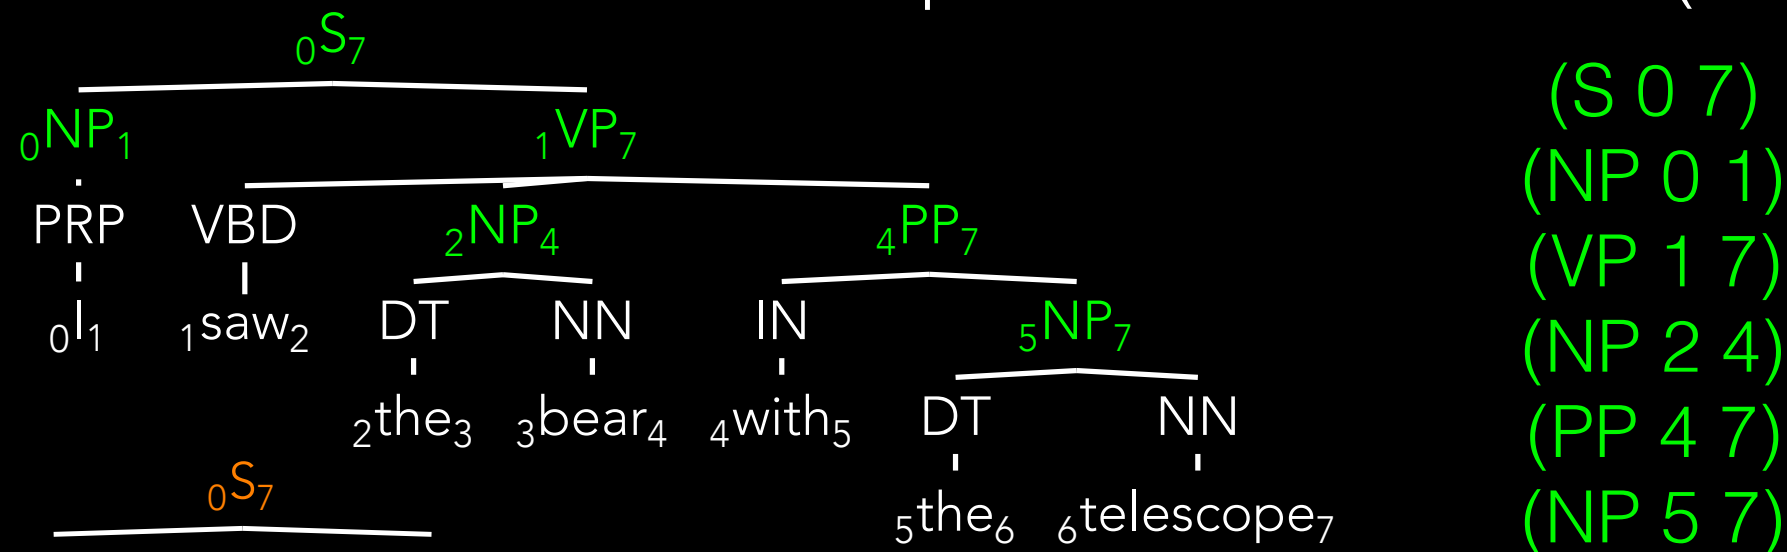 0S7
0NP1 1VP7
PRP VBD 2NP4 4PP7
0I1 1saw2 DT NN IN 5NP7
2the3 3bear4 4with5 DT NN
5the6 6telescope7
0S7
(S 0 7)
(NP 0 1)
(VP 1 7)
(NP 2 4)
(PP 4 7)
(NP 5 7)